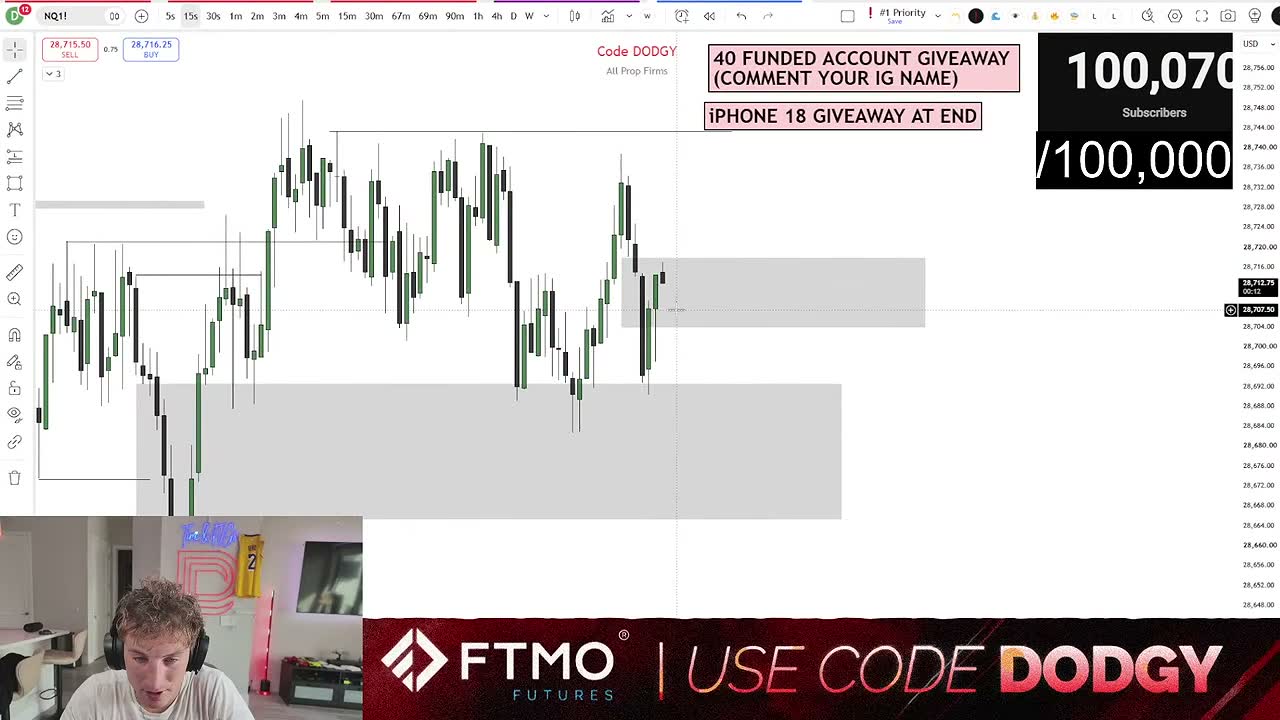 D 12 NQ1! 5s 15s 30s 1m 2m 3m 4m 5m 15m 30m 67m 69m 90m 1h 4h D W W #1 Priority L L
Save
28,715.50 0.75 28,716.25
SELL BUY
3
Code DODGY
All Prop Firms
40 FUNDED ACCOUNT GIVEAWAY
(COMMENT YOUR IG NAME)
iPHONE 18 GIVEAWAY AT END
100,070
Subscribers
/100,000
USD
28,756.00
28,752.00
28,748.00
28,744.00
28,740.00
28,736.00
28,732.00
28,728.00
28,724.00
28,720.00
28,716.00
28,712.75
00:12
28,707.50
28,704.00
28,700.00
28,696.00
28,692.00
28,688.00
28,684.00
28,680.00
28,676.00
28,672.00
28,668.00
28,664.00
28,660.00
28,656.00
28,652.00
28,648.00
D
2
FTMO®
FUTURES
USE CODE DODGY